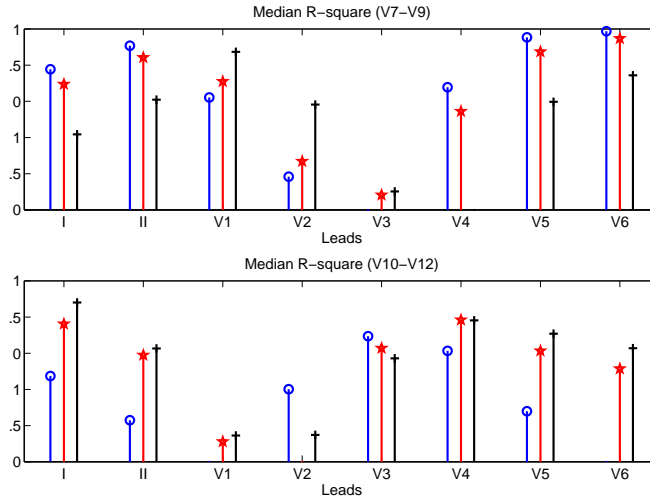 Median R−square (V7−V9)
1
.5
0
1
.5
0
I II V1 V2 V3 V4 V5 V6
Leads
Median R−square (V10−V12)
1
.5
0
1
.5
0
I II V1 V2 V3 V4 V5 V6
Leads